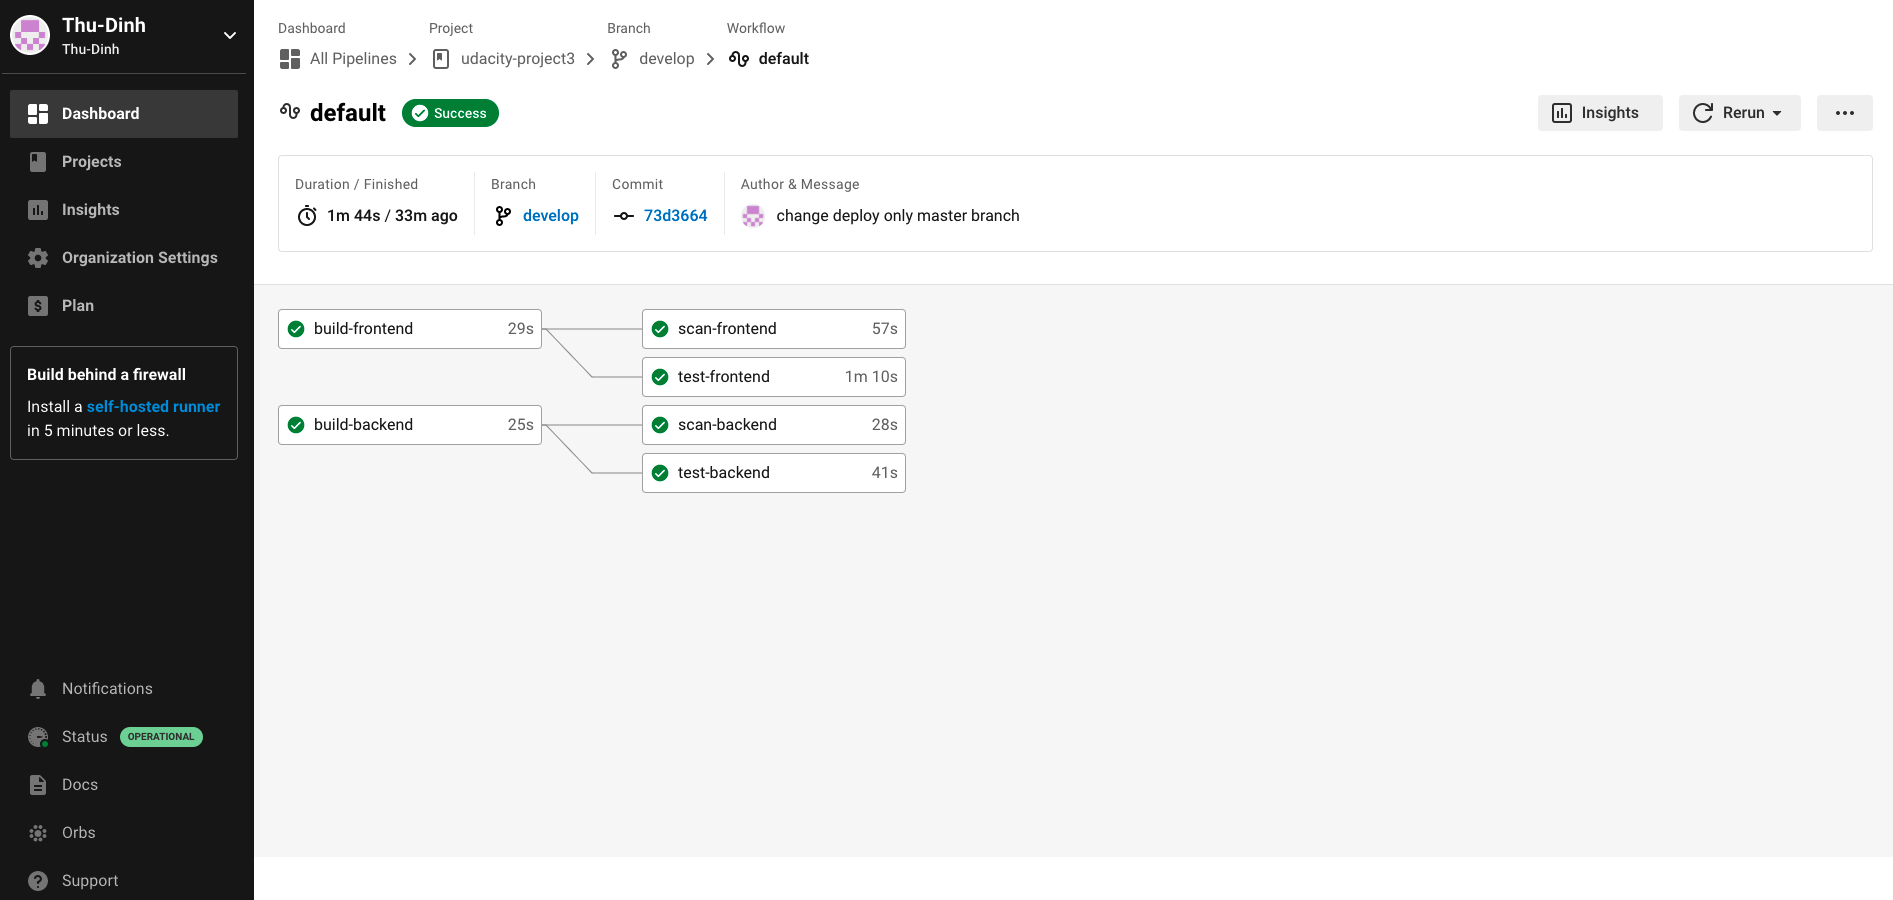 Thu-Dinh
Thu-Dinh
Dashboard
Projects
Insights
Organization Settings
Plan
Build behind a firewall
Install a self-hosted runner
in 5 minutes or less.
Notifications
Status OPERATIONAL
Docs
Orbs
Support
Dashboard Project Branch Workflow
All Pipelines udacity-project3 develop default
default Success
Insights Rerun
Duration / Finished Branch Commit Author & Message
1m 44s / 33m ago develop 73d3664 change deploy only master branch
build-frontend 29s scan-frontend 57s
test-frontend 1m 10s
build-backend 25s scan-backend 28s
test-backend 41s